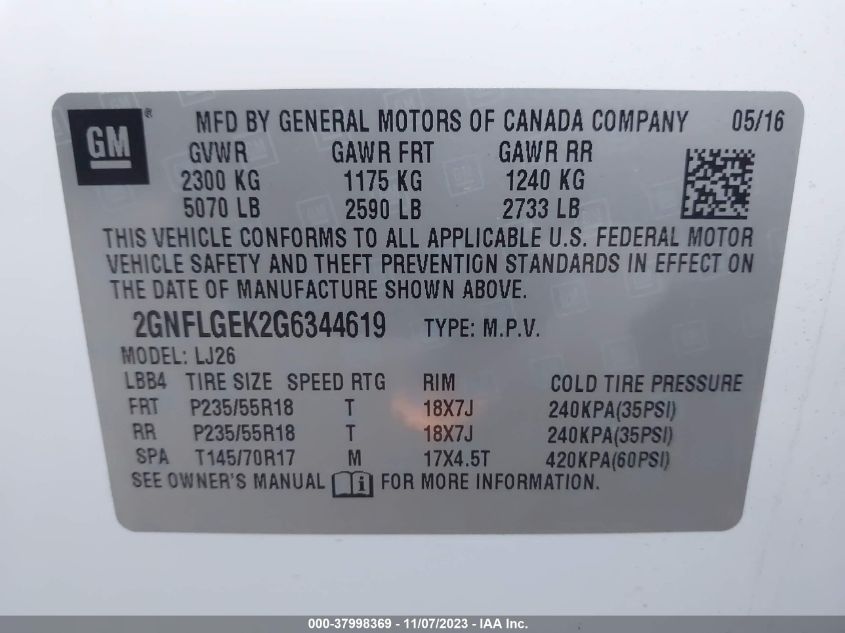 GM ®
MFD BY GENERAL MOTORS OF CANADA COMPANY 05/16
GVWR GAWR FRT GAWR RR
2300 KG 1175 KG 1240 KG
5070 LB 2590 LB 2733 LB
THIS VEHICLE CONFORMS TO ALL APPLICABLE U.S. FEDERAL MOTOR
VEHICLE SAFETY AND THEFT PREVENTION STANDARDS IN EFFECT ON
THE DATE OF MANUFACTURE SHOWN ABOVE.
2GNFLGEK2G6344619 TYPE: M.P.V.
MODEL: LJ26
LBB4 TIRE SIZE SPEED RTG RIM COLD TIRE PRESSURE
FRT P235/55R18 T 18X7J 240KPA(35PSI)
RR P235/55R18 T 18X7J 240KPA(35PSI)
SPA T145/70R17 M 17X4.5T 420KPA(60PSI)
SEE OWNER'S MANUAL i FOR MORE INFORMATION.
000-37998369 - 11/07/2023 - IAA Inc.